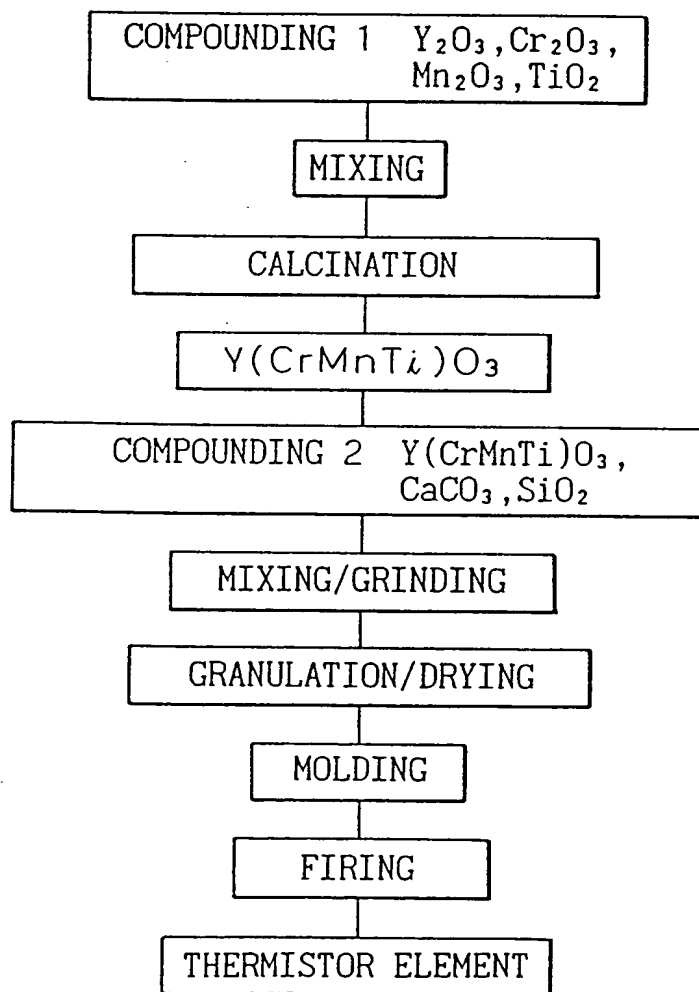 COMPOUNDING 1 Y₂O₃,Cr₂O₃,
Mn₂O₃,TiO₂
MIXING
CALCINATION
Y(CrMnTi)O₃
COMPOUNDING 2 Y(CrMnTi)O₃,
CaCO₃,SiO₂
MIXING/GRINDING
GRANULATION/DRYING
MOLDING
FIRING
THERMISTOR ELEMENT